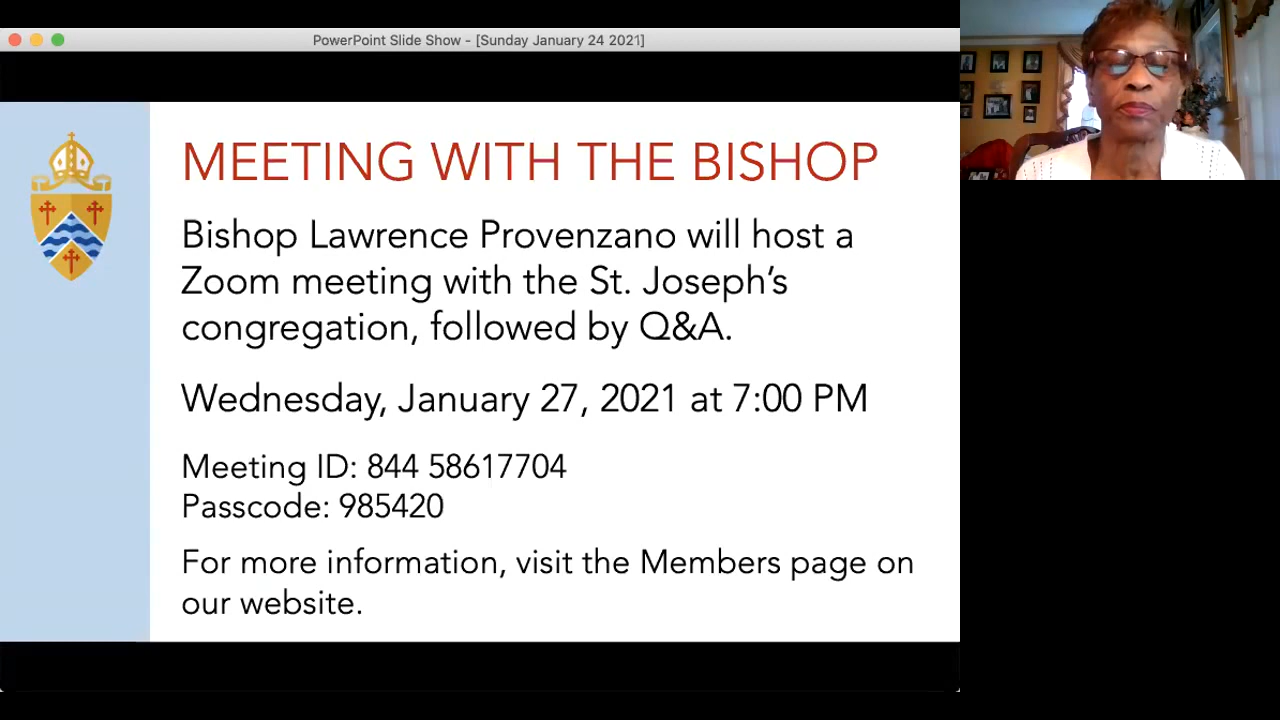 PowerPoint Slide Show - [Sunday January 24 2021]
MEETING WITH THE BISHOP
Bishop Lawrence Provenzano will host a
Zoom meeting with the St. Joseph’s
congregation, followed by Q&A.
Wednesday, January 27, 2021 at 7:00 PM
Meeting ID: 844 58617704
Passcode: 985420
For more information, visit the Members page on
our website.